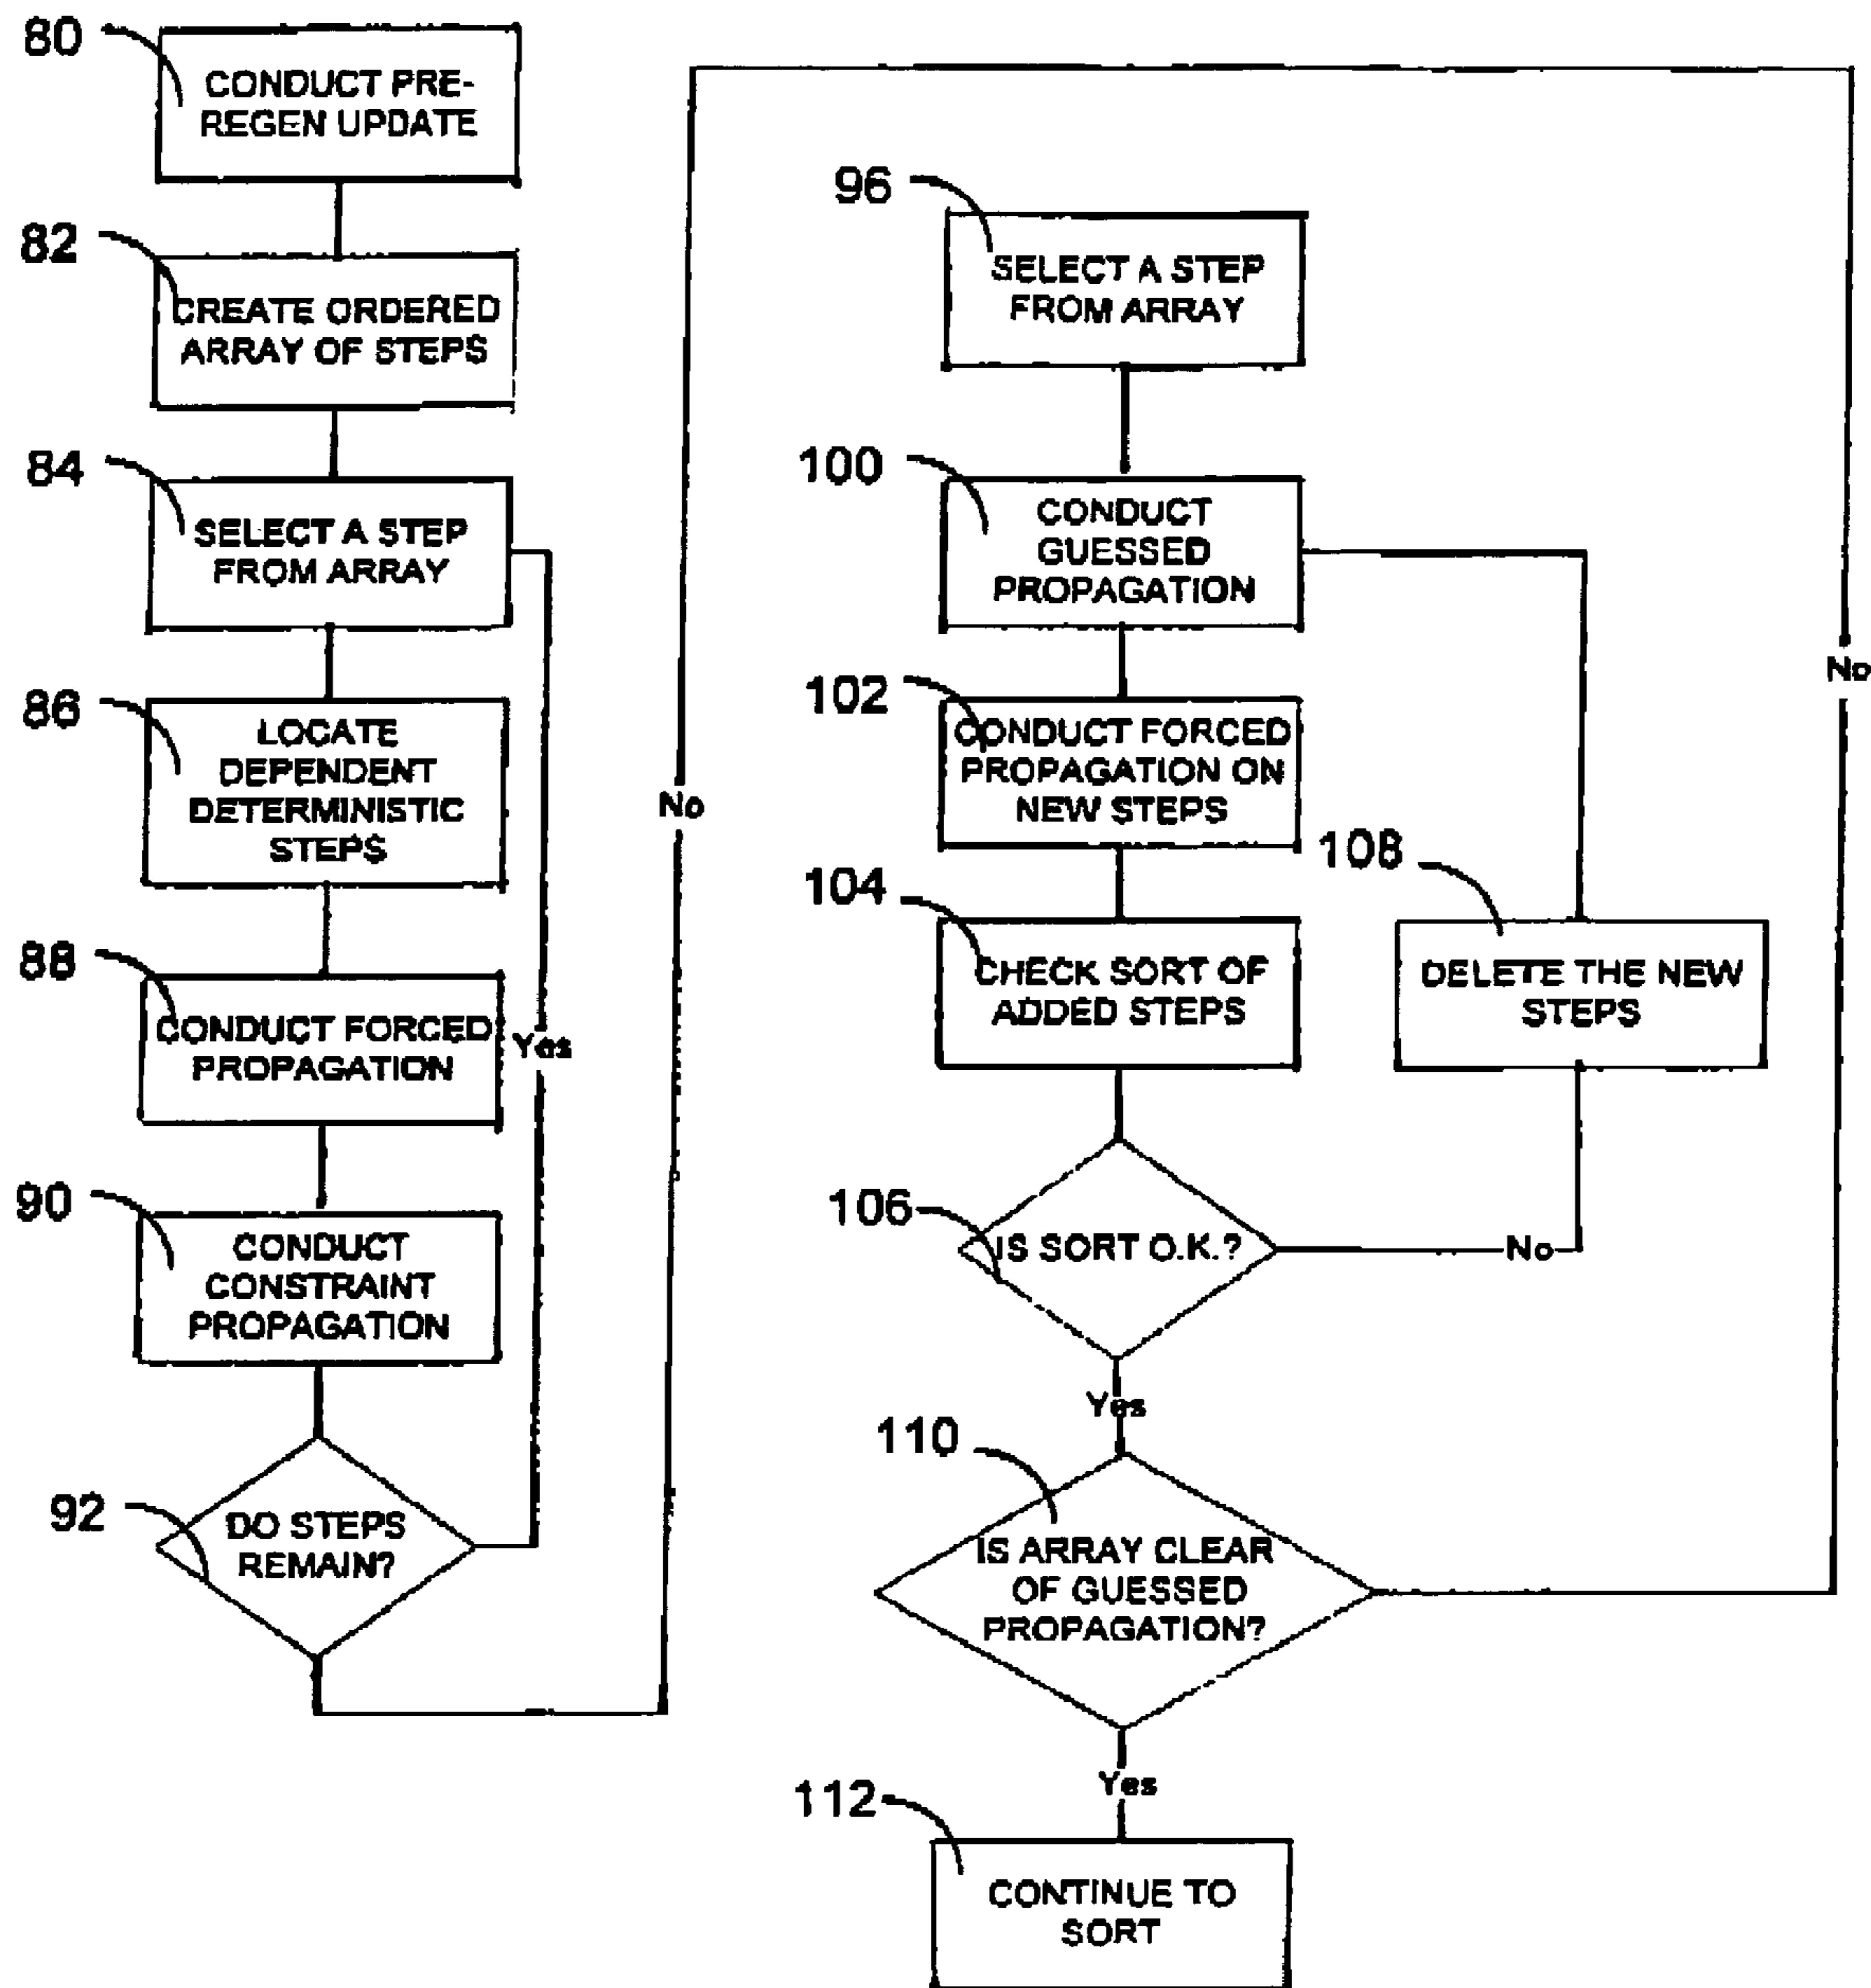 80
CONDUCT PRE-
REGEN UPDATE
82
CREATE ORDERED
ARRAY OF STEPS
84
SELECT A STEP
FROM ARRAY
86
LOCATE
DEPENDENT
DETERMINISTIC
STEPS
88
CONDUCT FORCED
PROPAGATION
Yes
90
CONDUCT
CONSTRAINT
PROPAGATION
92
DO STEPS
REMAIN?
No
96
SELECT A STEP
FROM ARRAY
100
CONDUCT
GUESSED
PROPAGATION
102
CONDUCT FORCED
PROPAGATION ON
NEW STEPS
104
CHECK SORT OF
ADDED STEPS
108
DELETE THE NEW
STEPS
106
IS SORT O.K.?
No
Yes
110
IS ARRAY CLEAR
OF GUESSED
PROPAGATION?
No
Yes
112
CONTINUE TO
SORT